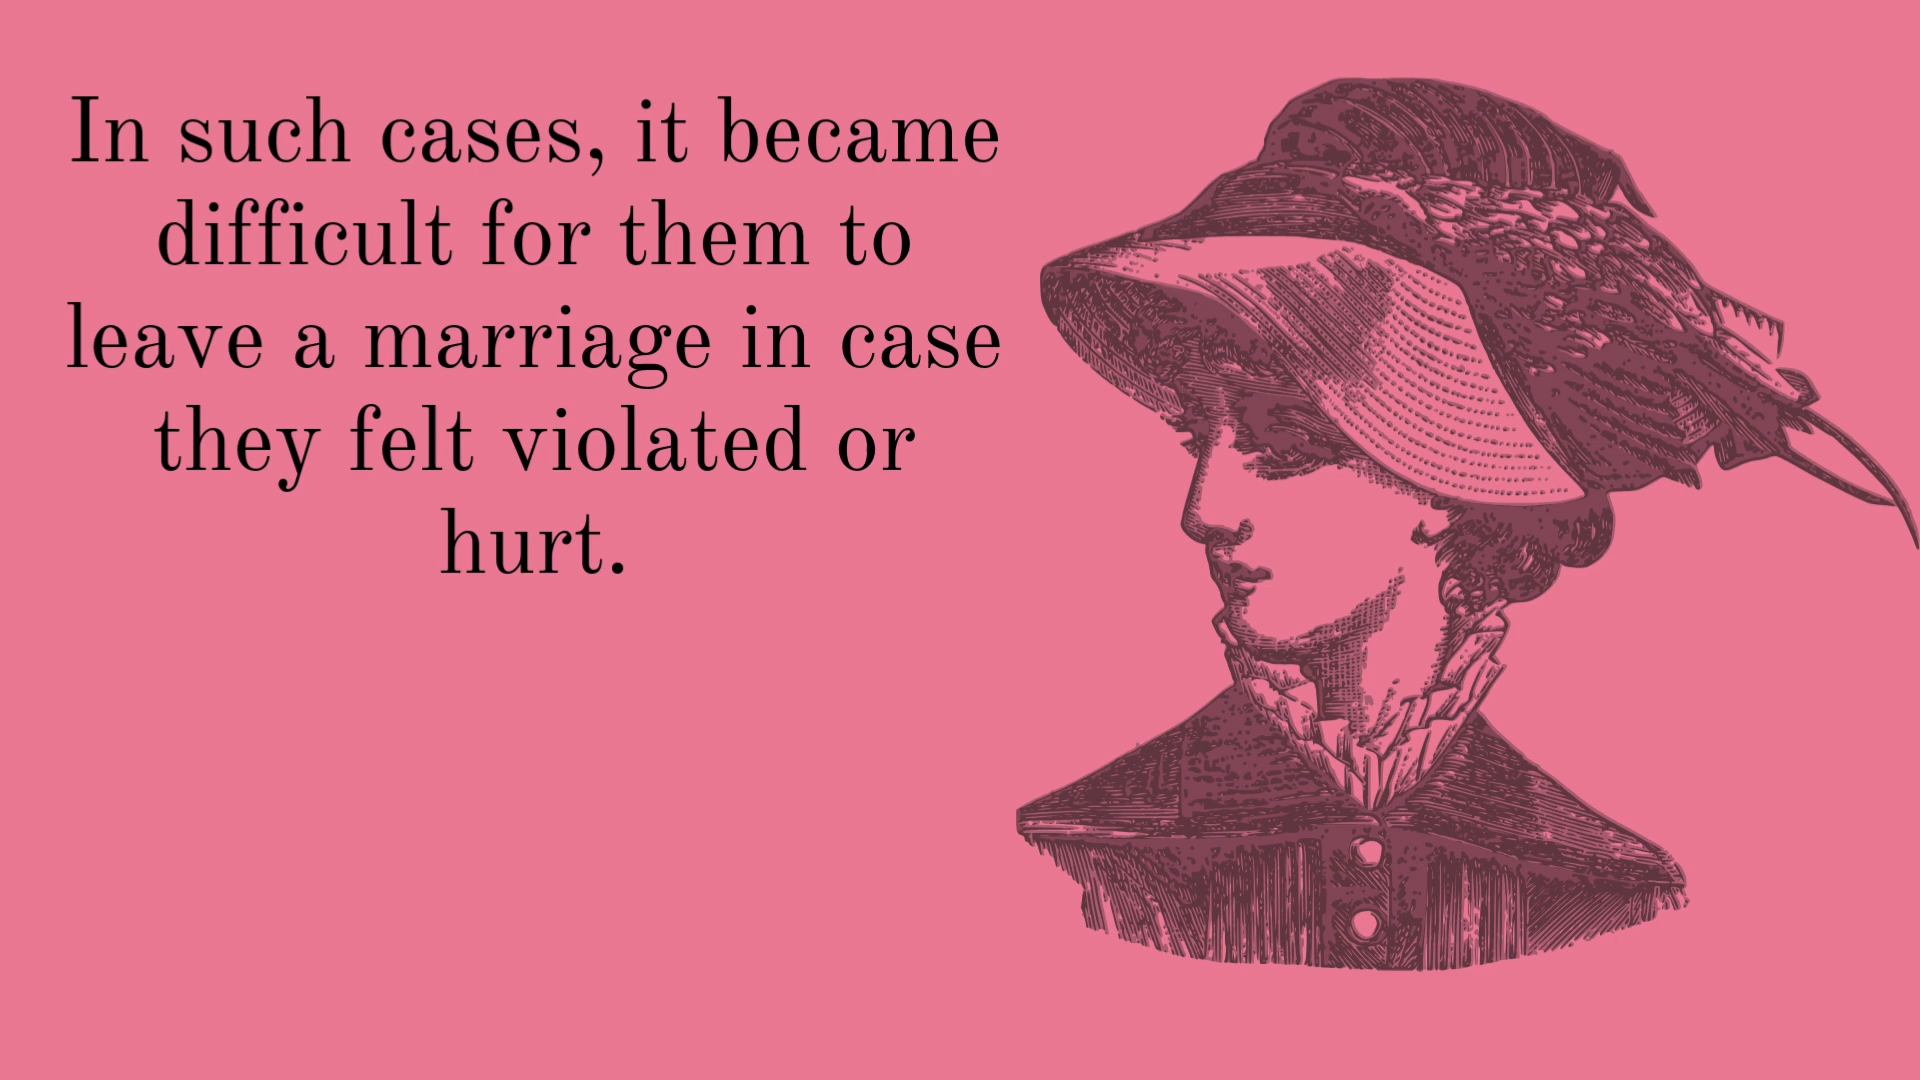 In such cases, it became
difficult for them to
leave a marriage in case
they felt violated or
hurt.